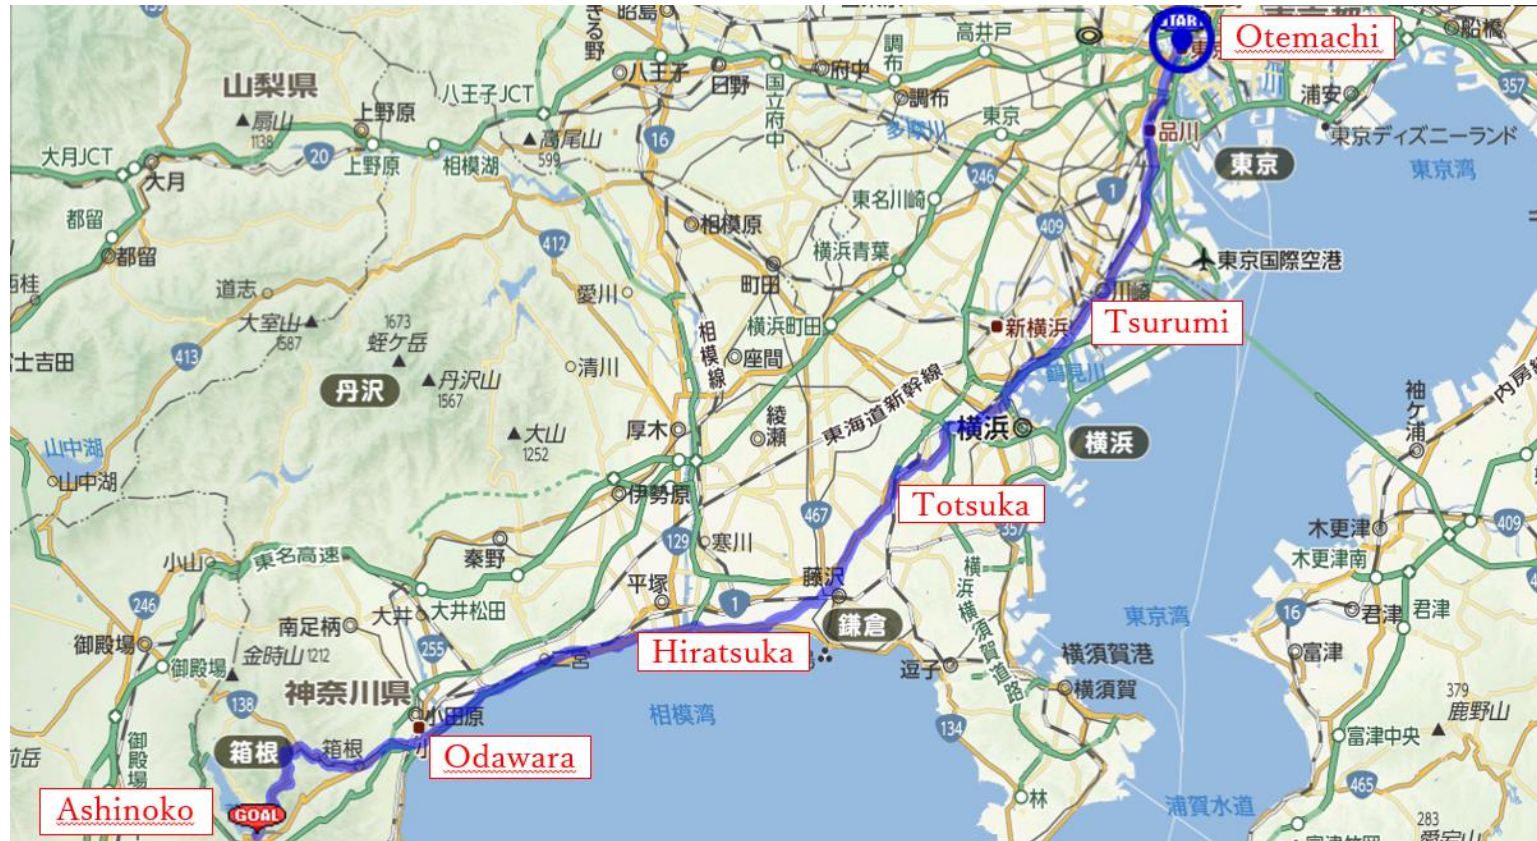 139
昭島
START
東京都
Otemachi
船橋
高井戸
八王子
日野
国立府中
府中
調布
調布
357
山梨県
八王子JCT
浦安
上野原
扇山
1138
高尾山
599
16
多摩川
東京
品川
東京ディズニーランド
大月JCT
20
大月
上野原
相模湖
246
1
東京
東京湾
都留
都留
相模原
東名川崎
409
412
横浜青葉
東京国際空港
道志
愛川
町田
川崎
大室山
1587
1673
蛭ケ岳
横浜町田
新横浜
Tsurumi
413
富士吉田
相模線
座間
清川
丹沢
丹沢山
1567
鶴見川
東海道新幹線
袖ケ浦
内房線
大山
1252
厚木
綾瀬
横浜
横浜
山中湖
山中湖
伊勢原
Totsuka
467
357
木更津
409
小山
東名高速
秦野
129
寒川
木更津南
246
大井松田
平塚
藤沢
横浜横須賀道路
東京湾
16
君津
君津
大井
1
鎌倉
御殿場
南足柄
255
御殿場
金時山
1212
二宮
Hiratsuka
逗子
横須賀港
富津
横須賀
138
神奈川県
小田原
相模湾
134
379
鹿野山
富津中央
箱根
箱根
Odawara
御殿場
465
Ashinoko
GOAL
林
浦賀水道
283
愛宕山